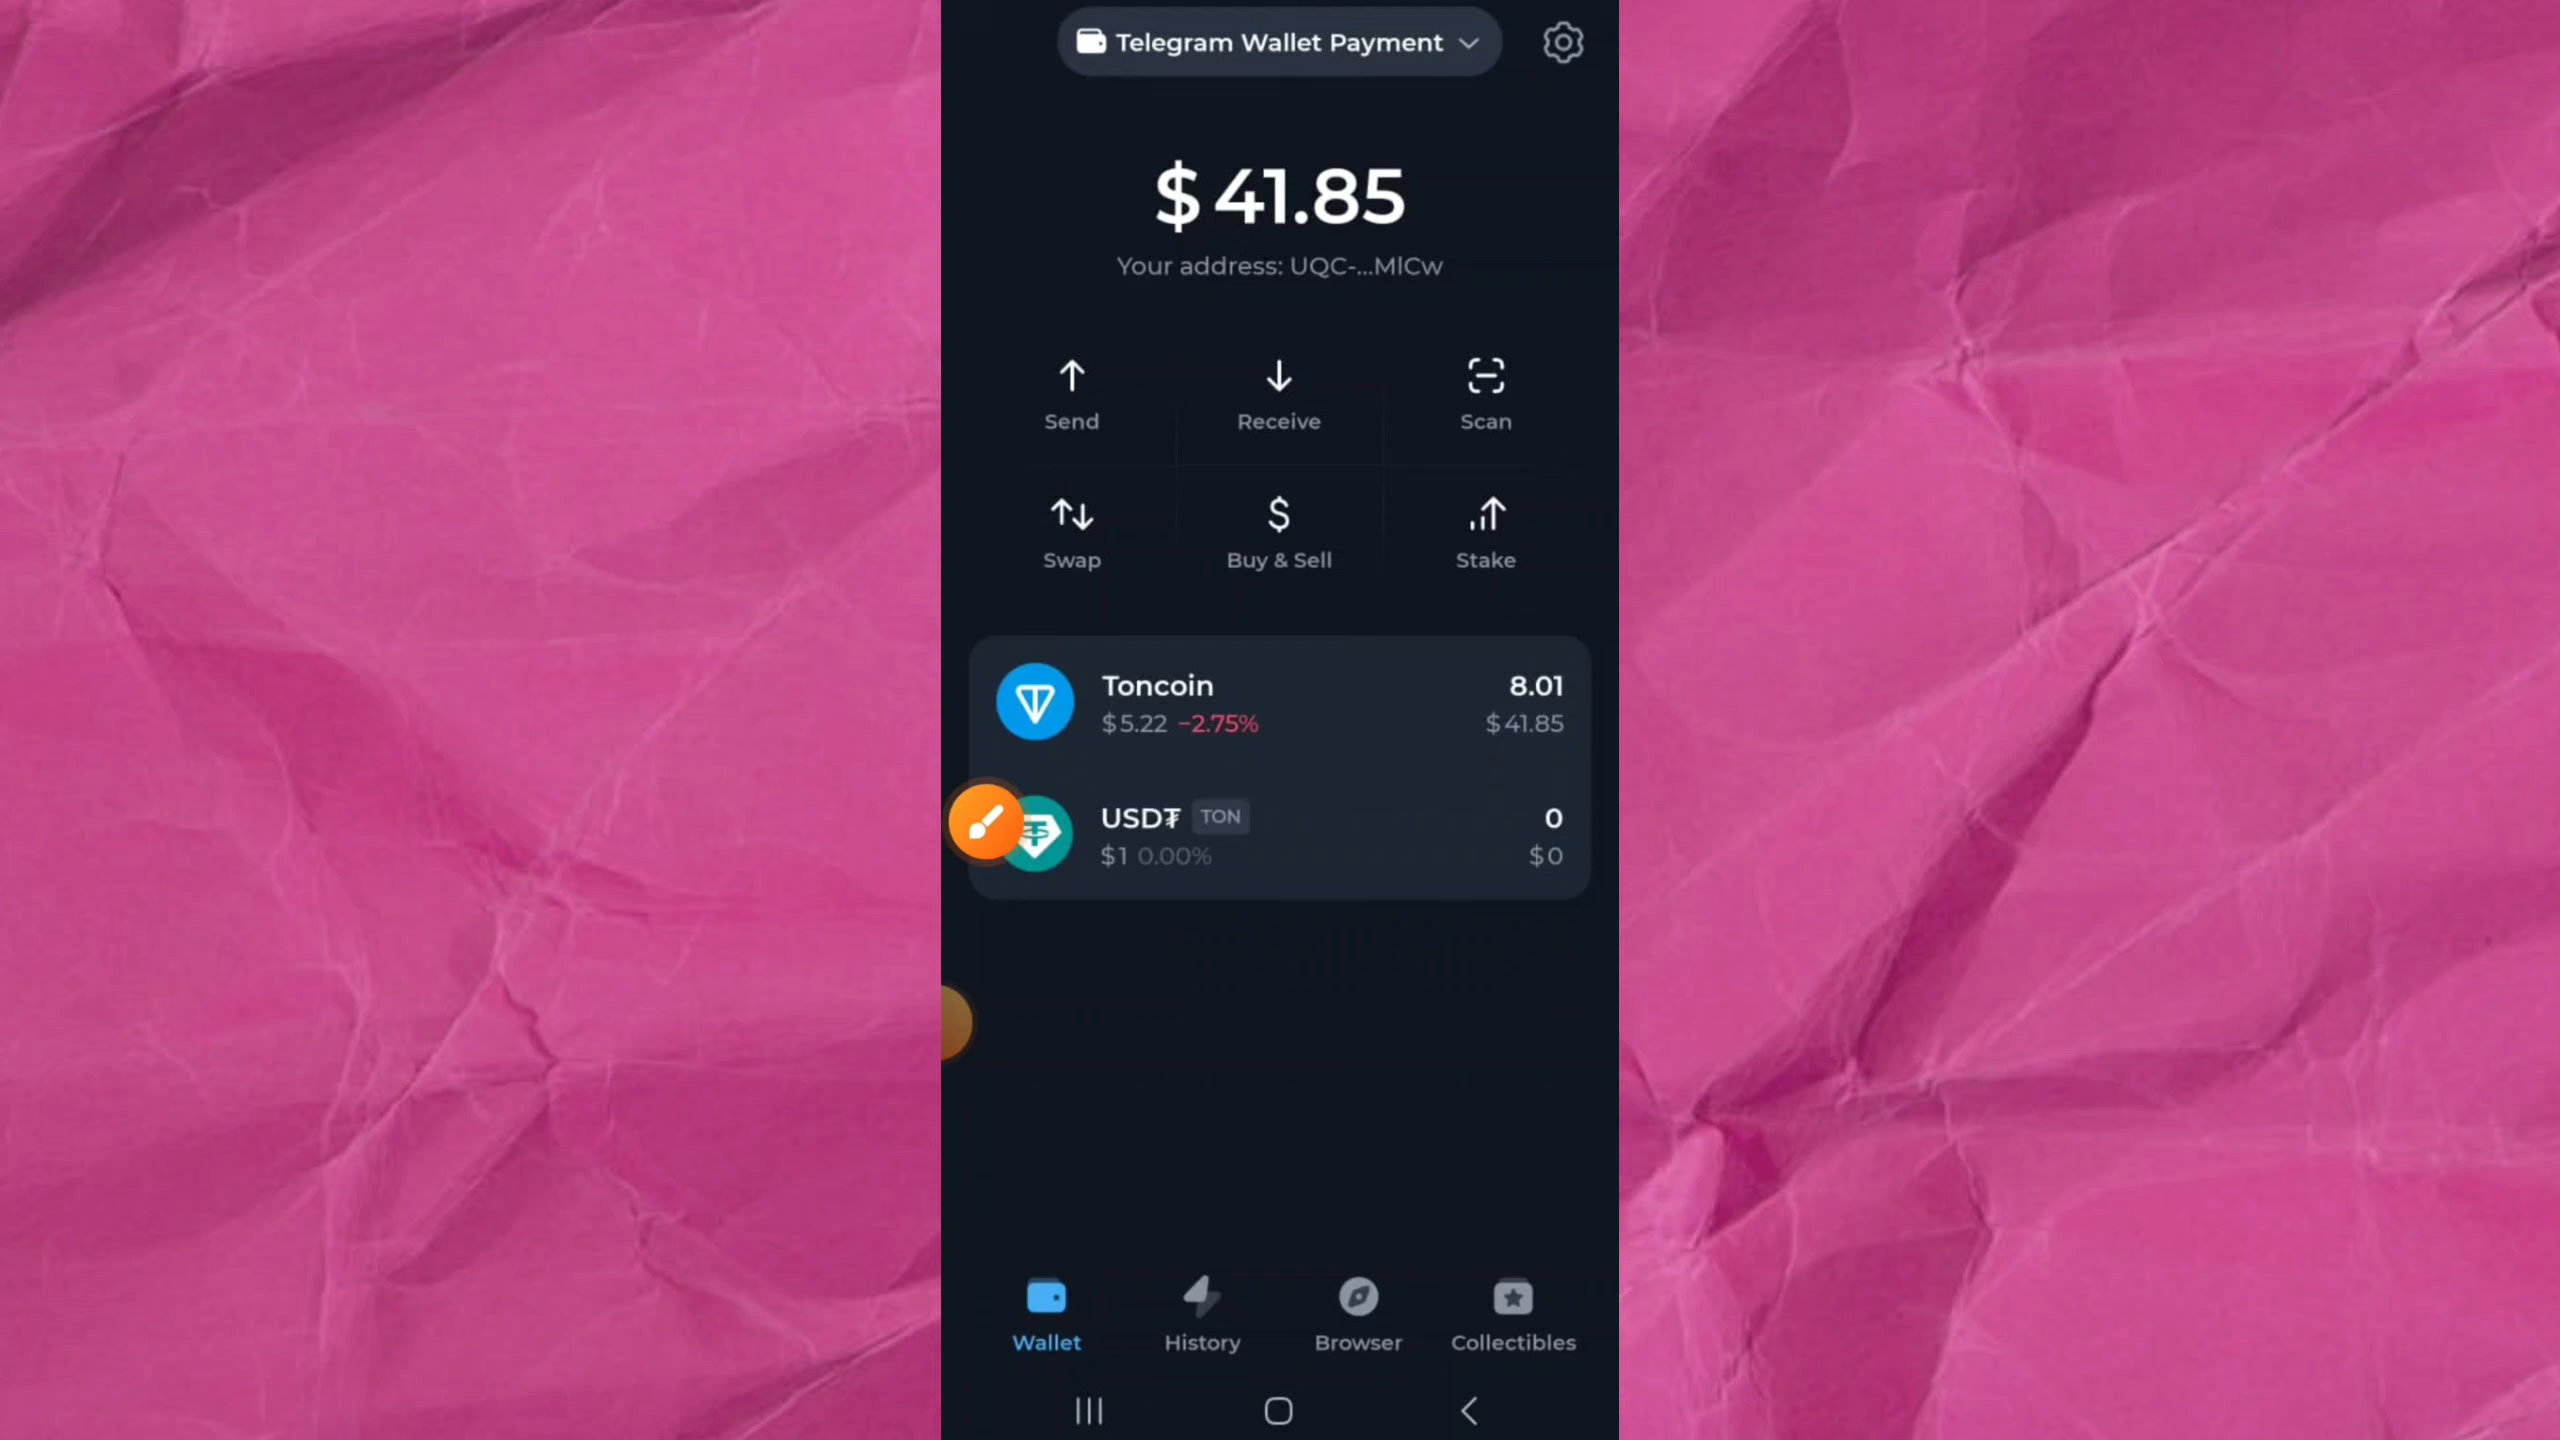 Telegram Wallet Payment
$41.85
Your address: UQC-...MlCw
Send Receive Scan
Swap Buy & Sell Stake
Toncoin 8.01
$5.22 −2.75% $41.85
USD₮ TON 0
$1 0.00% $0
Wallet History Browser Collectibles